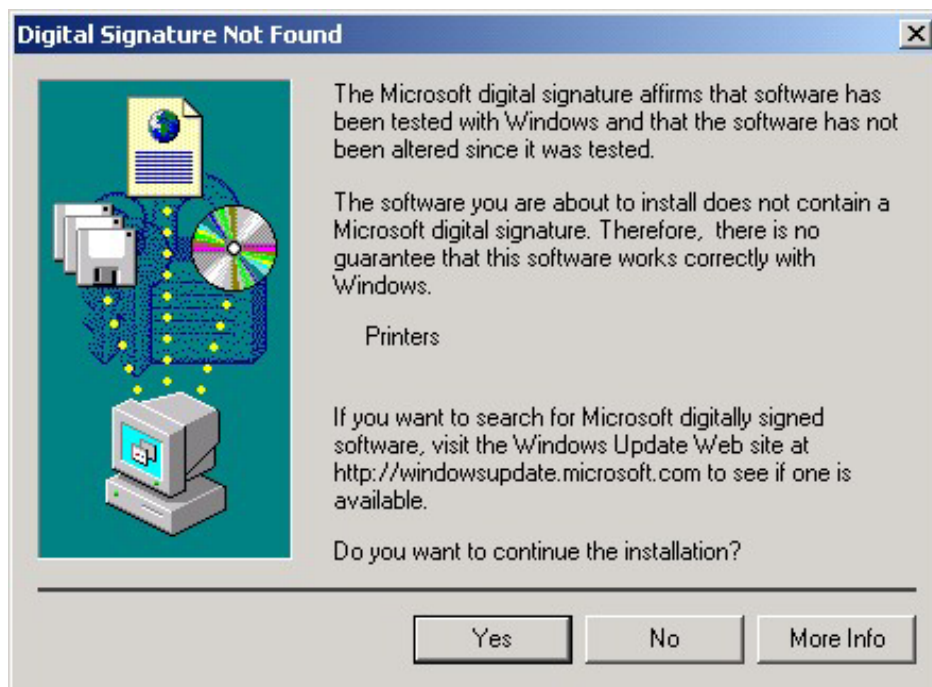 Digital Signature Not Found
The Microsoft digital signature affirms that software has
been tested with Windows and that the software has not
been altered since it was tested.
The software you are about to install does not contain a
Microsoft digital signature. Therefore,  there is no
guarantee that this software works correctly with
Windows.
Printers
If you want to search for Microsoft digitally signed
software, visit the Windows Update Web site at
http://windowsupdate.microsoft.com to see if one is
available.
Do you want to continue the installation?
Yes
No
More Info